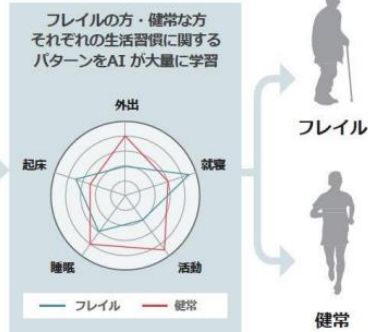 フレイルの方・健常な方
それぞれの生活習慣に関する
パターンをAI が大量に学習
外出
起床
就寝
睡眠
活動
フレイル
健常
フレイル
健常